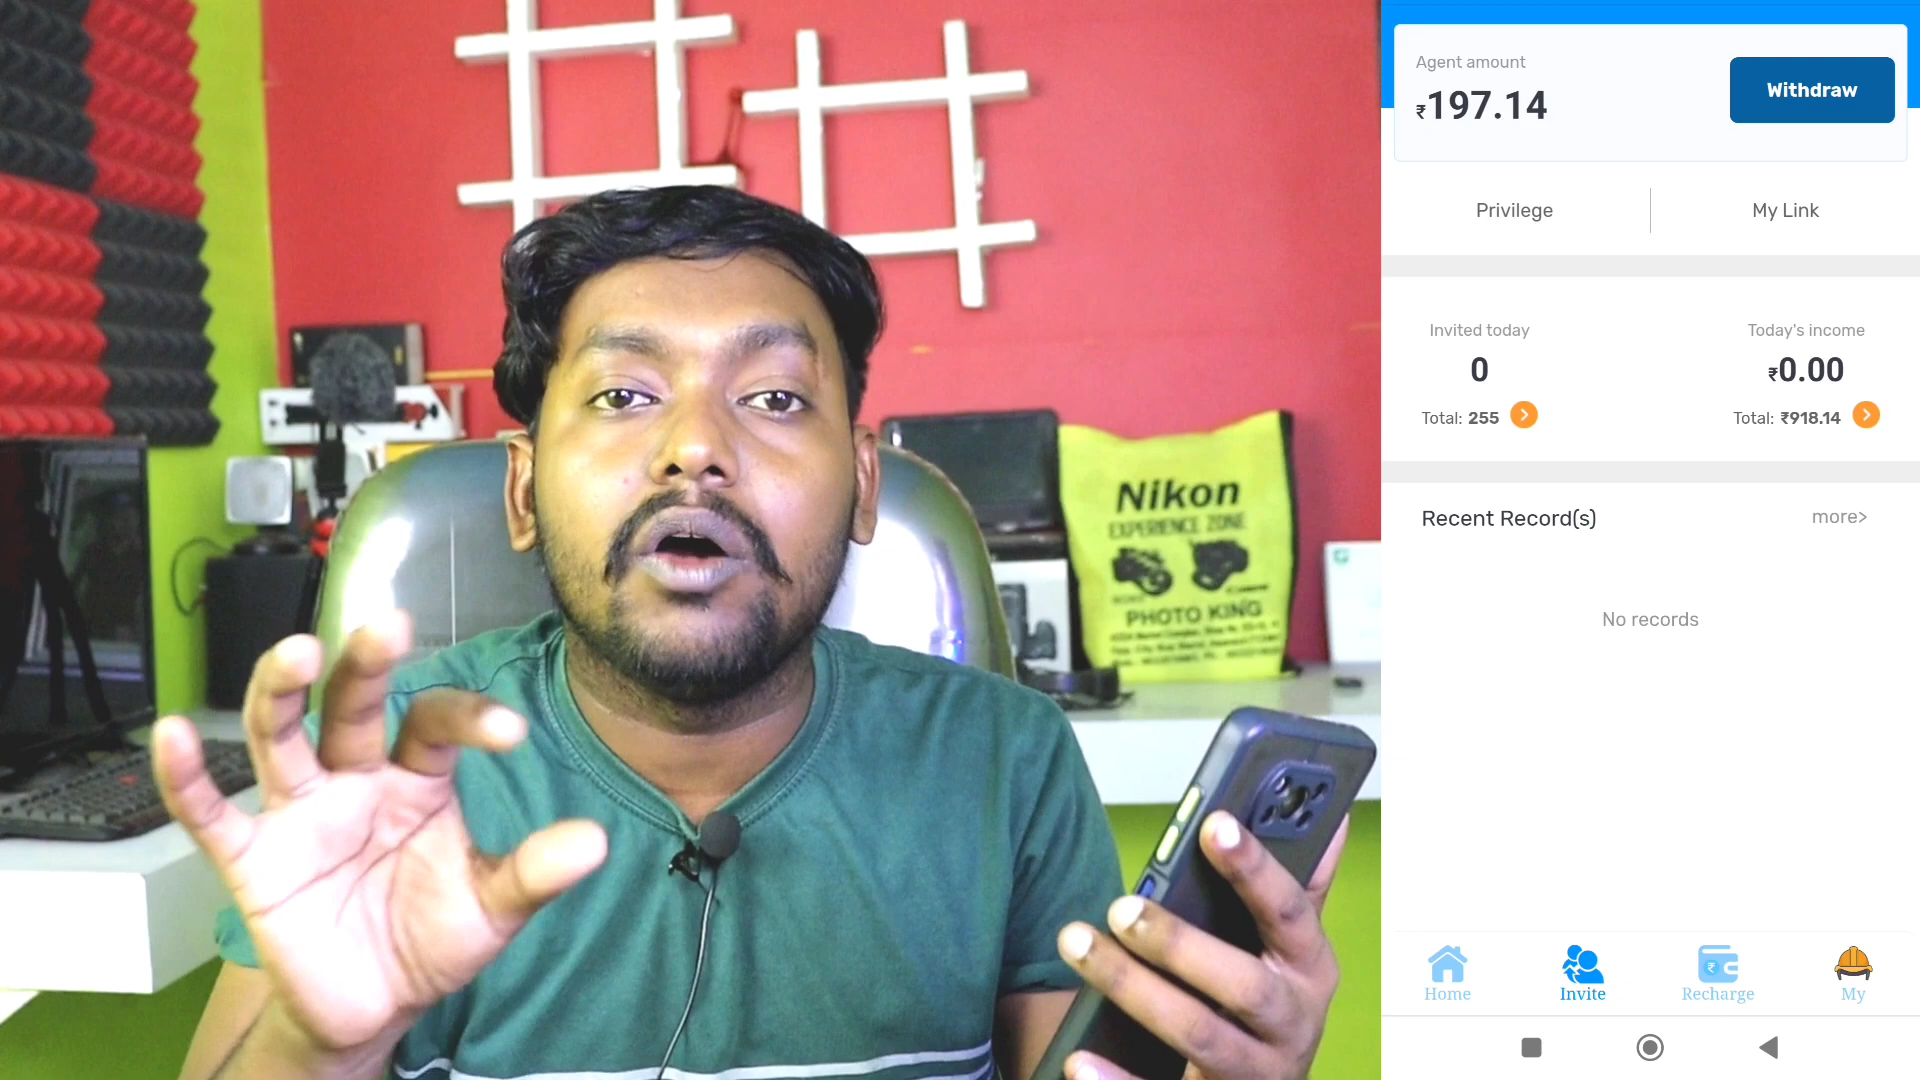 Nikon
EXPERIENCE ZONE
PHOTO KING
Agent amount
₹197.14
Withdraw
Privilege
My Link
Invited today
0
Total: 255
Today's income
₹0.00
Total: ₹918.14
Recent Record(s)
more>
No records
Home
Invite
₹
Recharge
My